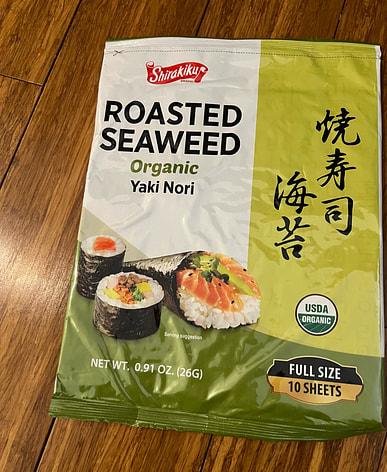 Shirakiku
ROASTED
SEAWEED
Organic
Yaki Nori
焼寿司
海苔
USDA
ORGANIC
Serving suggestion
NET WT. 0.91 OZ. (26G)
FULL SIZE
10 SHEETS